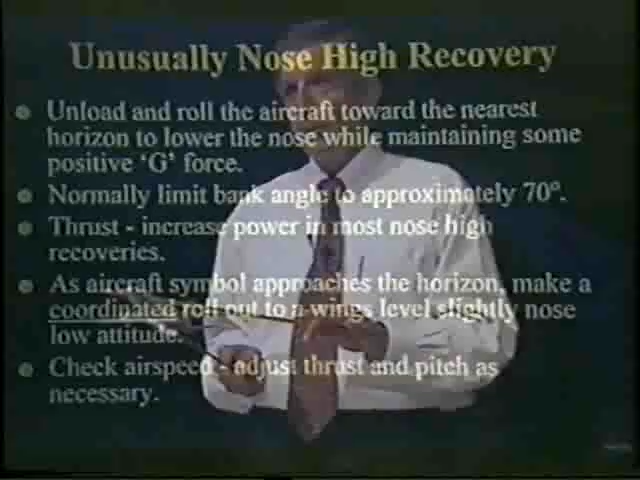 Unusually Nose High Recovery
Unload and roll the aircraft toward the nearest
horizon to lower the nose while maintaining some
positive ‘G’ force.
Normally limit bank angle to approximately 70°.
Thrust - increase power in most nose high
recoveries.
As aircraft symbol approaches the horizon, make a
coordinated roll out to a wings level slightly nose
low attitude.
Check airspeed - adjust thrust and pitch as
necessary.